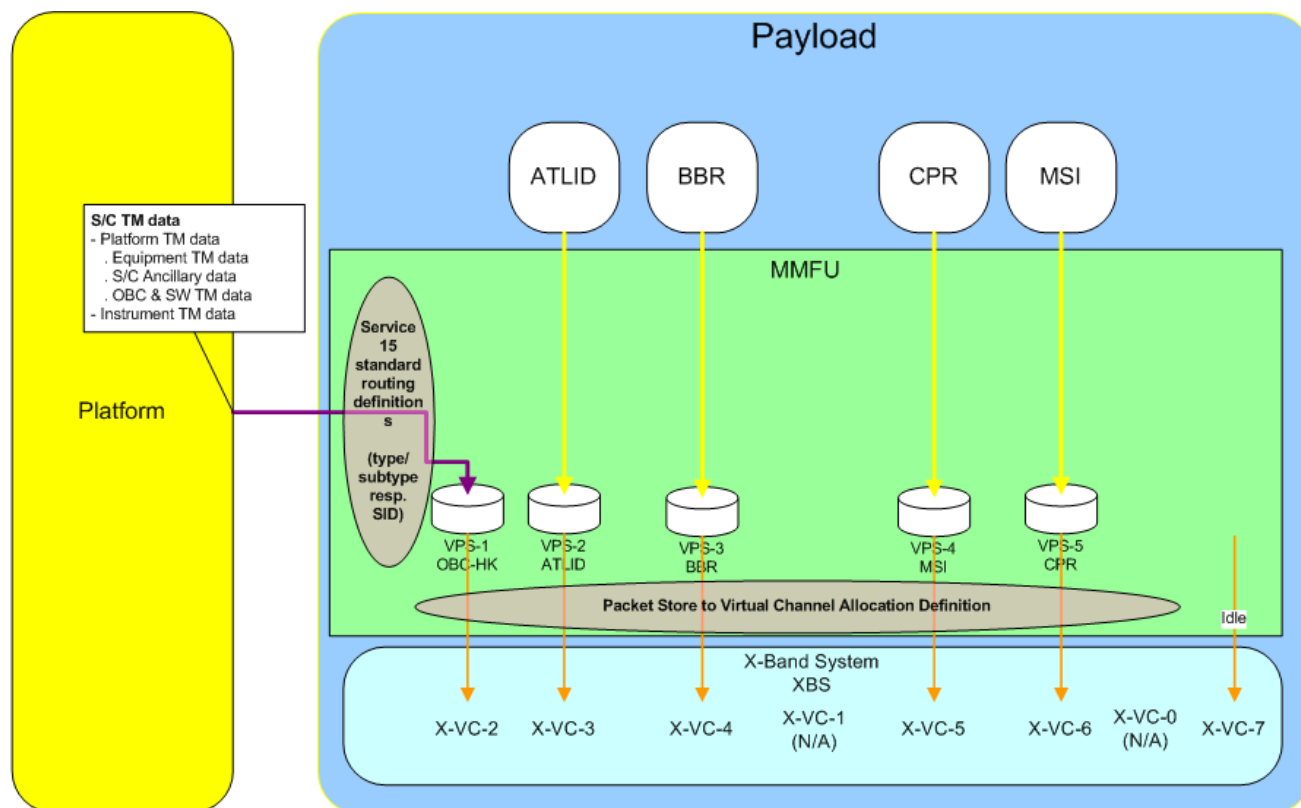 Payload
ATLID
BBR
CPR
MSI
S/C TM data
- Platform TM data
. Equipment TM data
. S/C Ancillary data
. OBC & SW TM data
- Instrument TM data
Platform
MMFU
Service
15
standard
routing
definition
s
(type/
subtype
resp.
SID)
VPS-1
OBC-HK
VPS-2
ATLID
VPS-3
BBR
VPS-4
MSI
VPS-5
CPR
Packet Store to Virtual Channel Allocation Definition
Idle
X-Band System
XBS
X-VC-2
X-VC-3
X-VC-4
X-VC-1
(N/A)
X-VC-5
X-VC-6
X-VC-0
(N/A)
X-VC-7